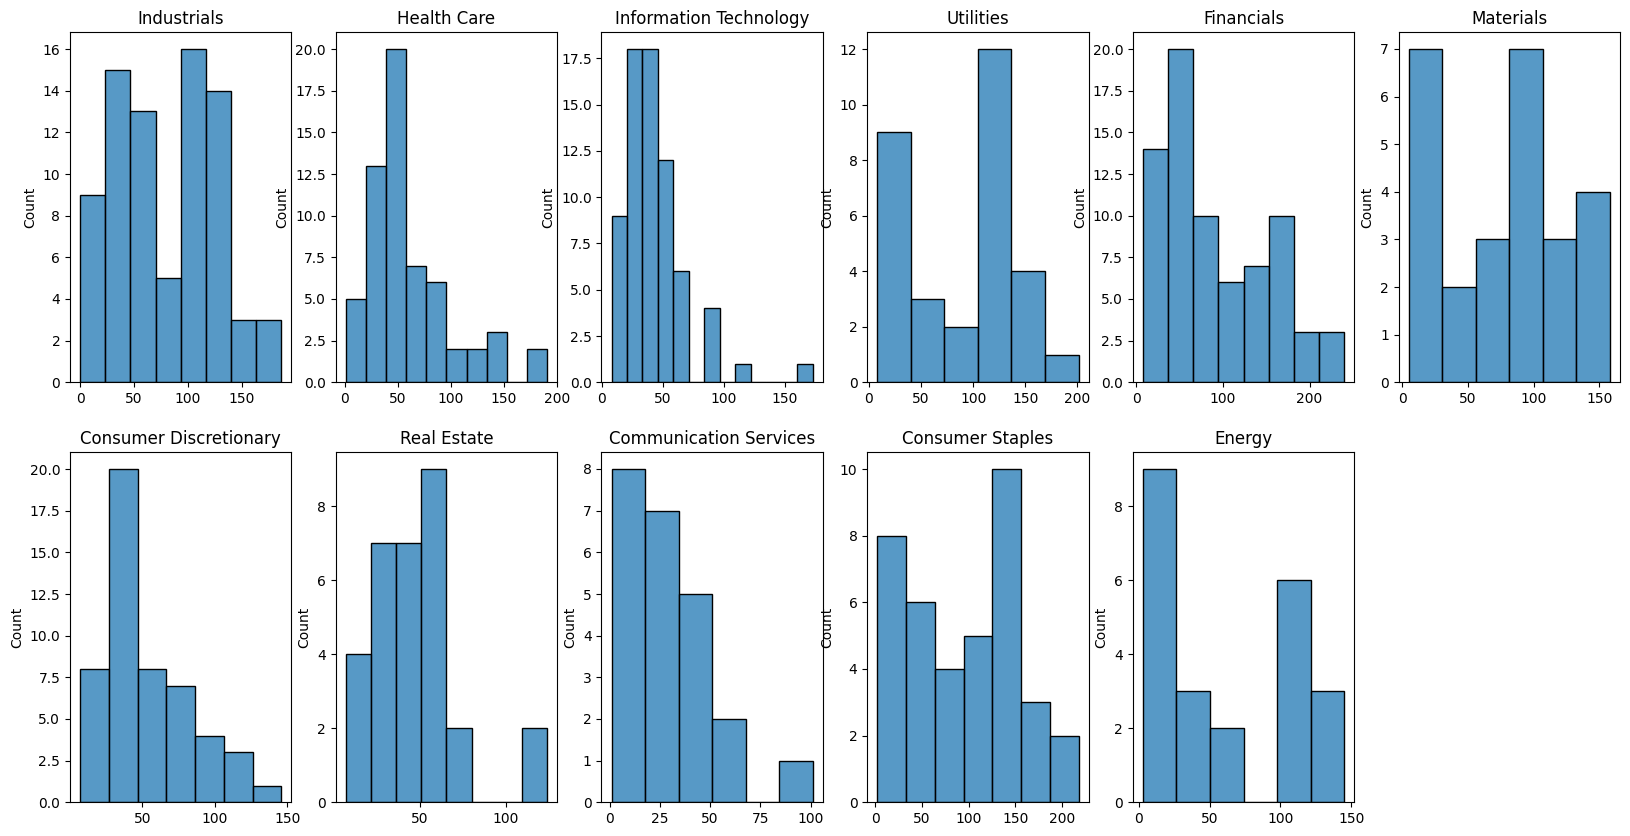 Industrials
Health Care
Information Technology
Utilities
Financials
Materials
16
14
12
10
8
6
4
2
0
Count
0 50 100 150
20.0
17.5
15.0
12.5
10.0
7.5
5.0
2.5
0.0
Count
0 50 100 150 200
17.5
15.0
12.5
10.0
7.5
5.0
2.5
0.0
Count
0 50 100 150
12
10
8
6
4
2
0
Count
0 50 100 150 200
20.0
17.5
15.0
12.5
10.0
7.5
5.0
2.5
0.0
Count
0 100 200
7
6
5
4
3
2
1
0
Count
0 50 100 150
Consumer Discretionary
Real Estate
Communication Services
Consumer Staples
Energy
20.0
17.5
15.0
12.5
10.0
7.5
5.0
2.5
0.0
Count
50 100 150
8
6
4
2
0
Count
50 100
8
7
6
5
4
3
2
1
0
Count
0 25 50 75 100
10
8
6
4
2
0
Count
0 50 100 150 200
8
6
4
2
0
Count
0 50 100 150